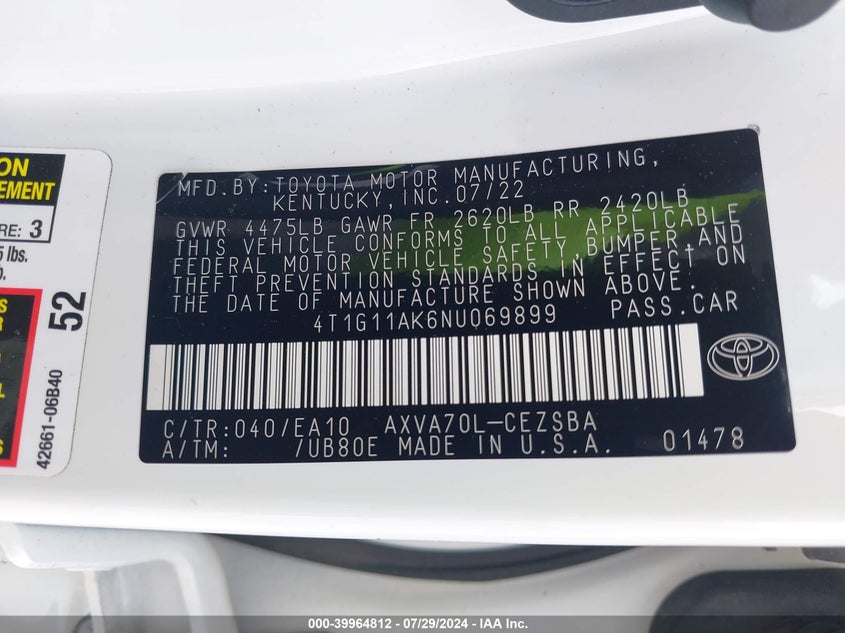 ON
EMENT
RE: 3
5 lbs.
52
42661-06B40
MFD. BY: TOYOTA MOTOR MANUFACTURING,
KENTUCKY, INC. 07/22
GVWR 4475LB GAWR FR 2620LB RR 2420LB
THIS VEHICLE CONFORMS TO ALL APPLICABLE
FEDERAL MOTOR VEHICLE SAFETY, BUMPER, AND
THEFT PREVENTION STANDARDS IN EFFECT ON
THE DATE OF MANUFACTURE SHOWN ABOVE.
4T1G11AK6NU069899 PASS. CAR
C/TR: 040/EA10 AXVA70L-CEZSBA
A/TM: /UB80E MADE IN U.S.A. 01478
000-39964812 - 07/29/2024 - IAA Inc.